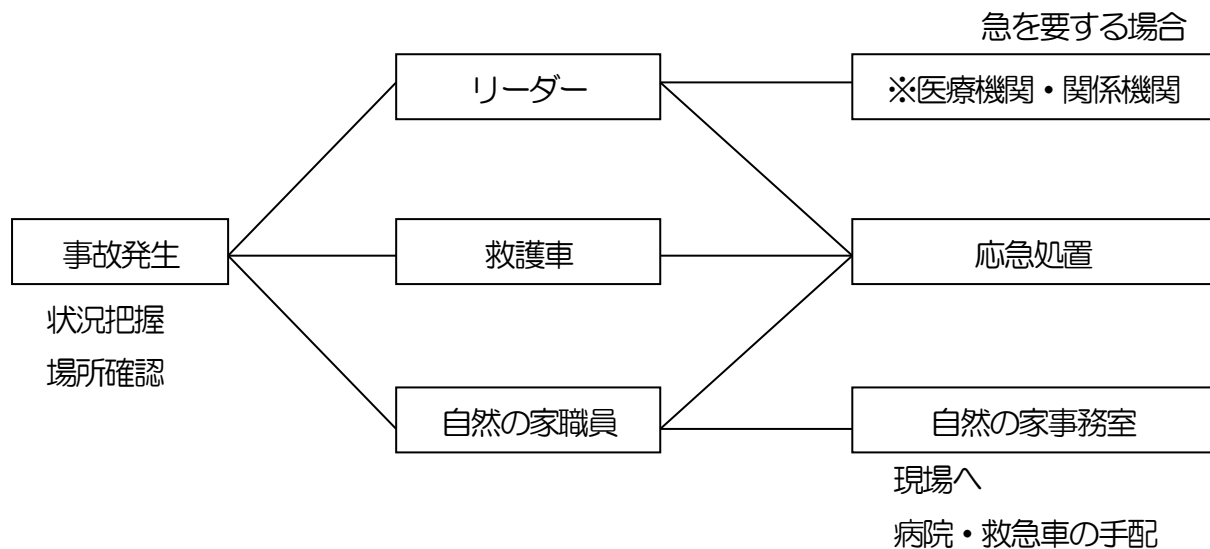 急を要する場合
リーダー
※医療機関・関係機関
事故発生
救護車
応急処置
状況把握
場所確認
自然の家職員
自然の家事務室
現場へ
病院・救急車の手配